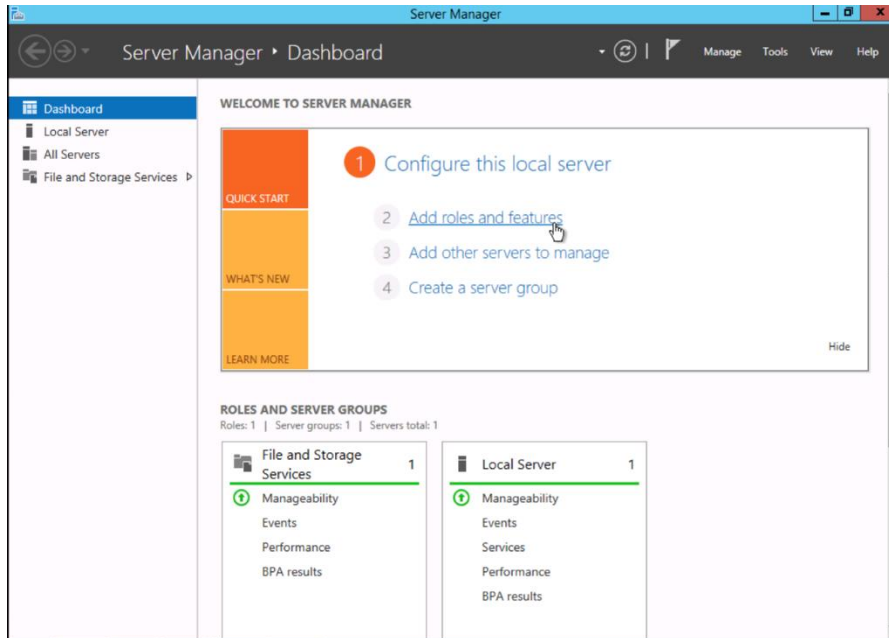 Server Manager
Server Manager ‣ Dashboard
Manage Tools View Help
Dashboard
Local Server
All Servers
File and Storage Services
WELCOME TO SERVER MANAGER
QUICK START
WHAT'S NEW
LEARN MORE
1 Configure this local server
2 Add roles and features
3 Add other servers to manage
4 Create a server group
Hide
ROLES AND SERVER GROUPS
Roles: 1 | Server groups: 1 | Servers total: 1
File and Storage
Services 1
Manageability
Events
Performance
BPA results
Local Server 1
Manageability
Events
Services
Performance
BPA results